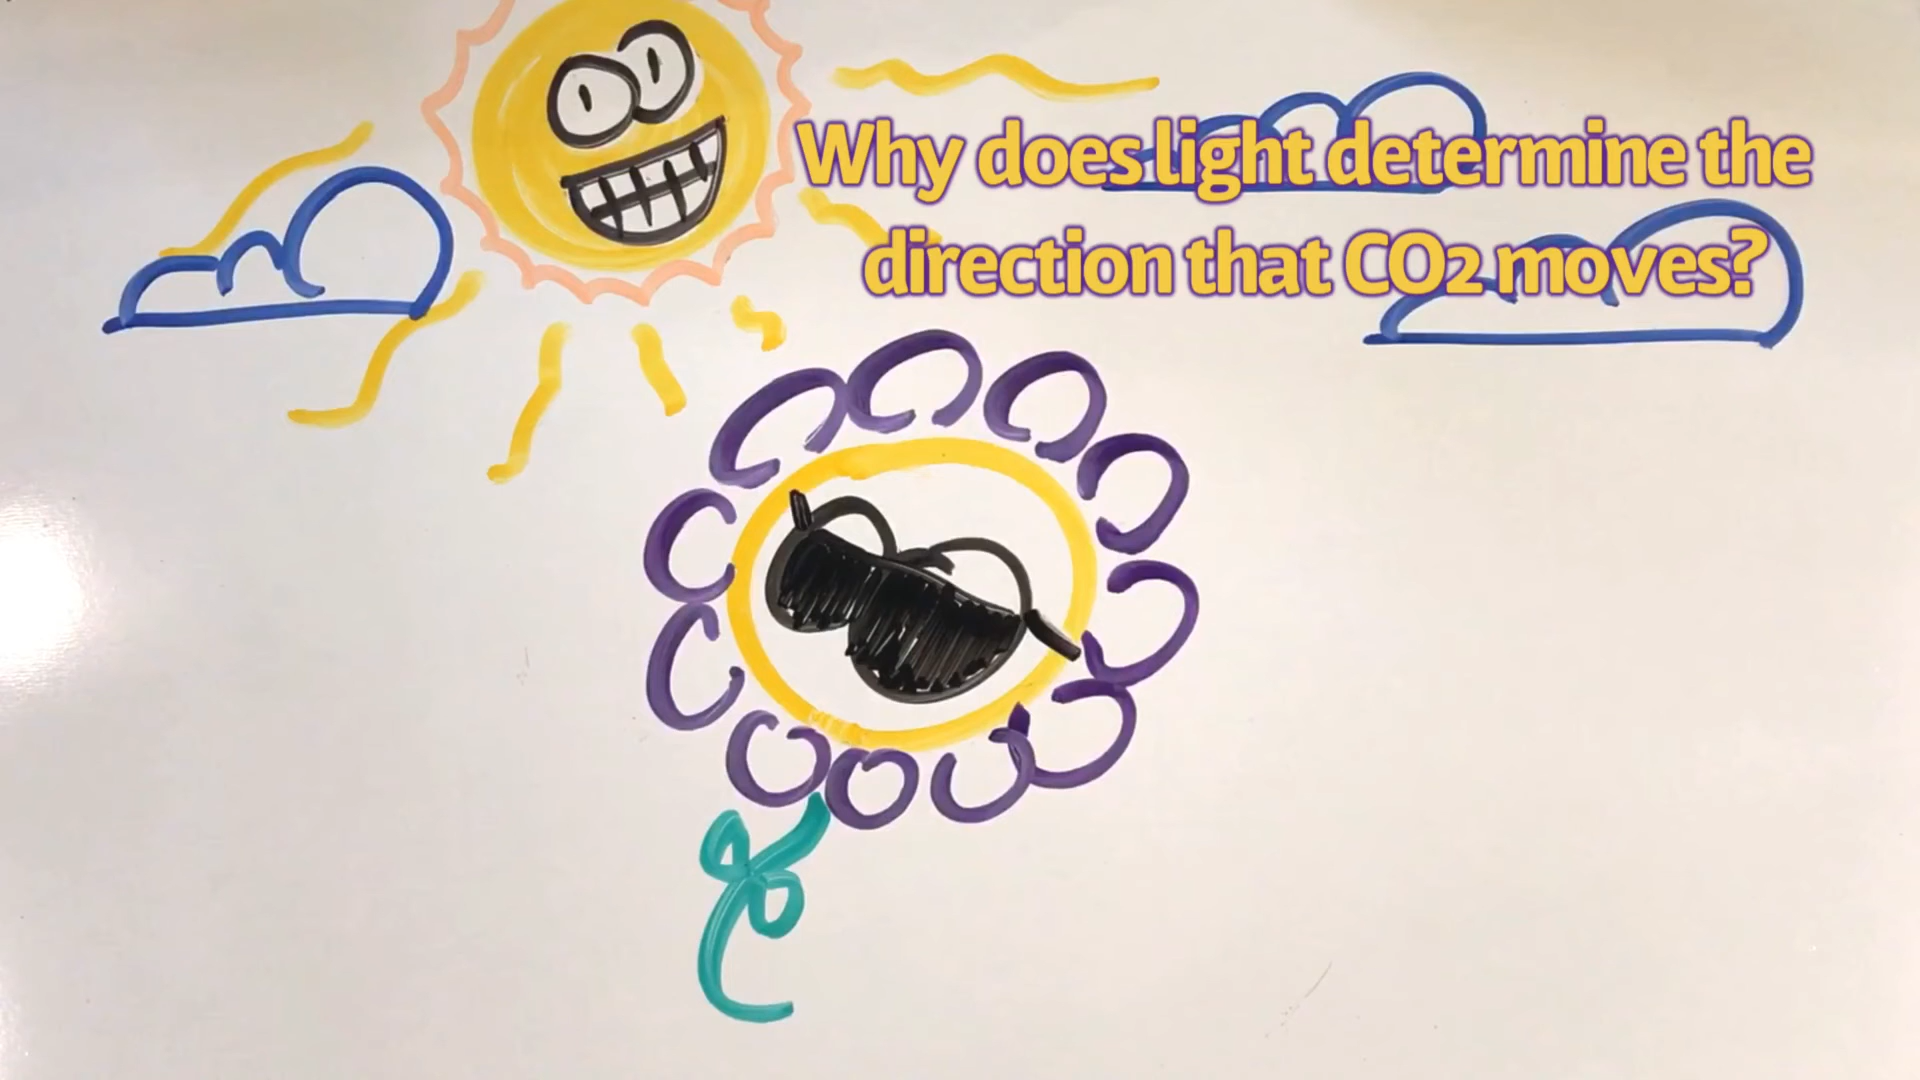 Why does light determine the
direction that CO2 moves?